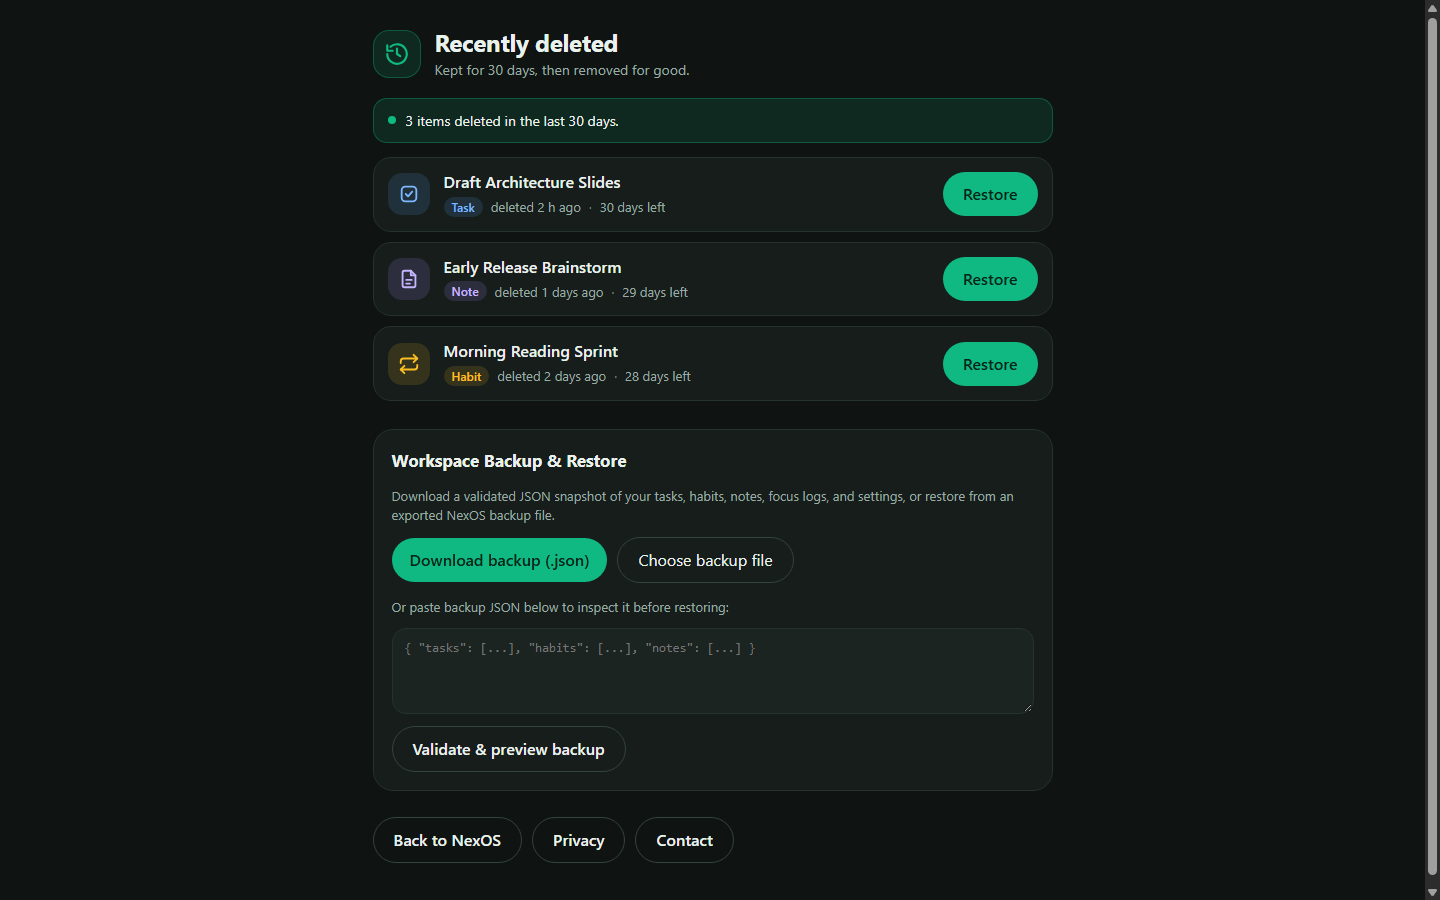 Recently deleted
Kept for 30 days, then removed for good.
3 items deleted in the last 30 days.
Draft Architecture Slides
Task deleted 2 h ago · 30 days left
Restore
Early Release Brainstorm
Note deleted 1 days ago · 29 days left
Restore
Morning Reading Sprint
Habit deleted 2 days ago · 28 days left
Restore
Workspace Backup & Restore
Download a validated JSON snapshot of your tasks, habits, notes, focus logs, and settings, or restore from an
exported NexOS backup file.
Download backup (.json) Choose backup file
Or paste backup JSON below to inspect it before restoring:
{ "tasks": [...], "habits": [...], "notes": [...] }
Validate & preview backup
Back to NexOS Privacy Contact